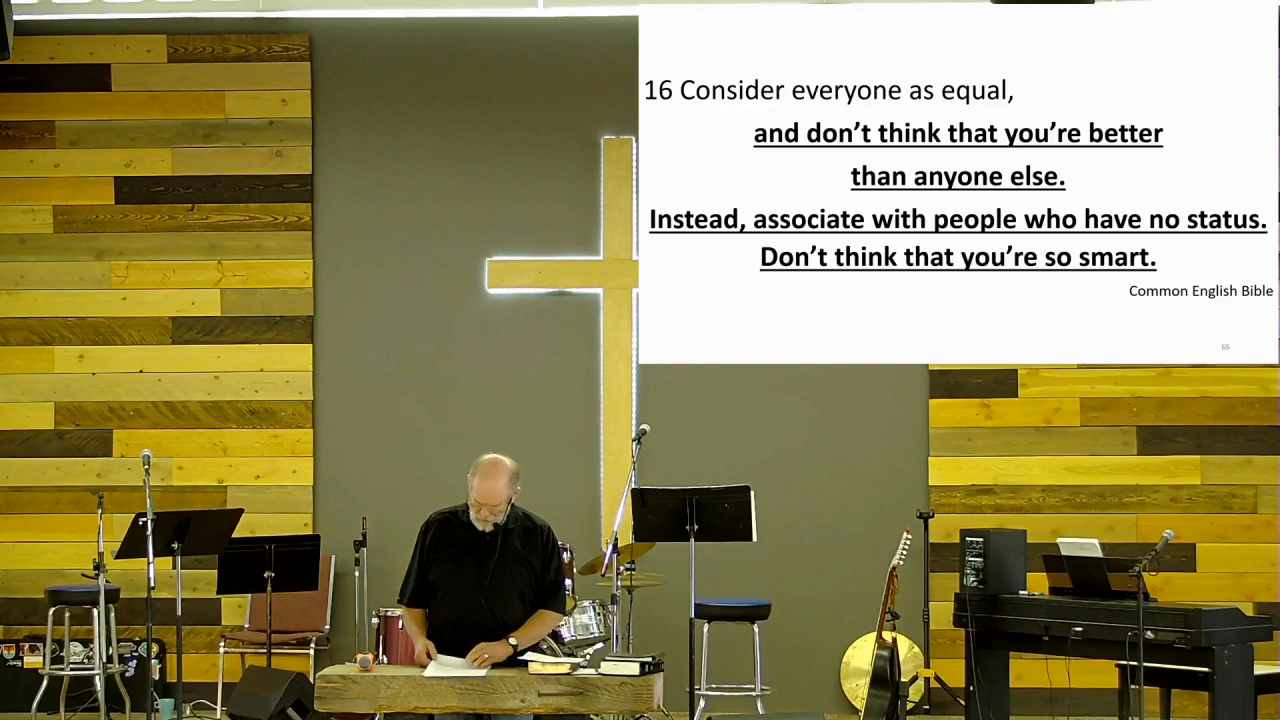 16 Consider everyone as equal,
and don’t think that you’re better
than anyone else.
Instead, associate with people who have no status.
Don’t think that you’re so smart.
Common English Bible
65